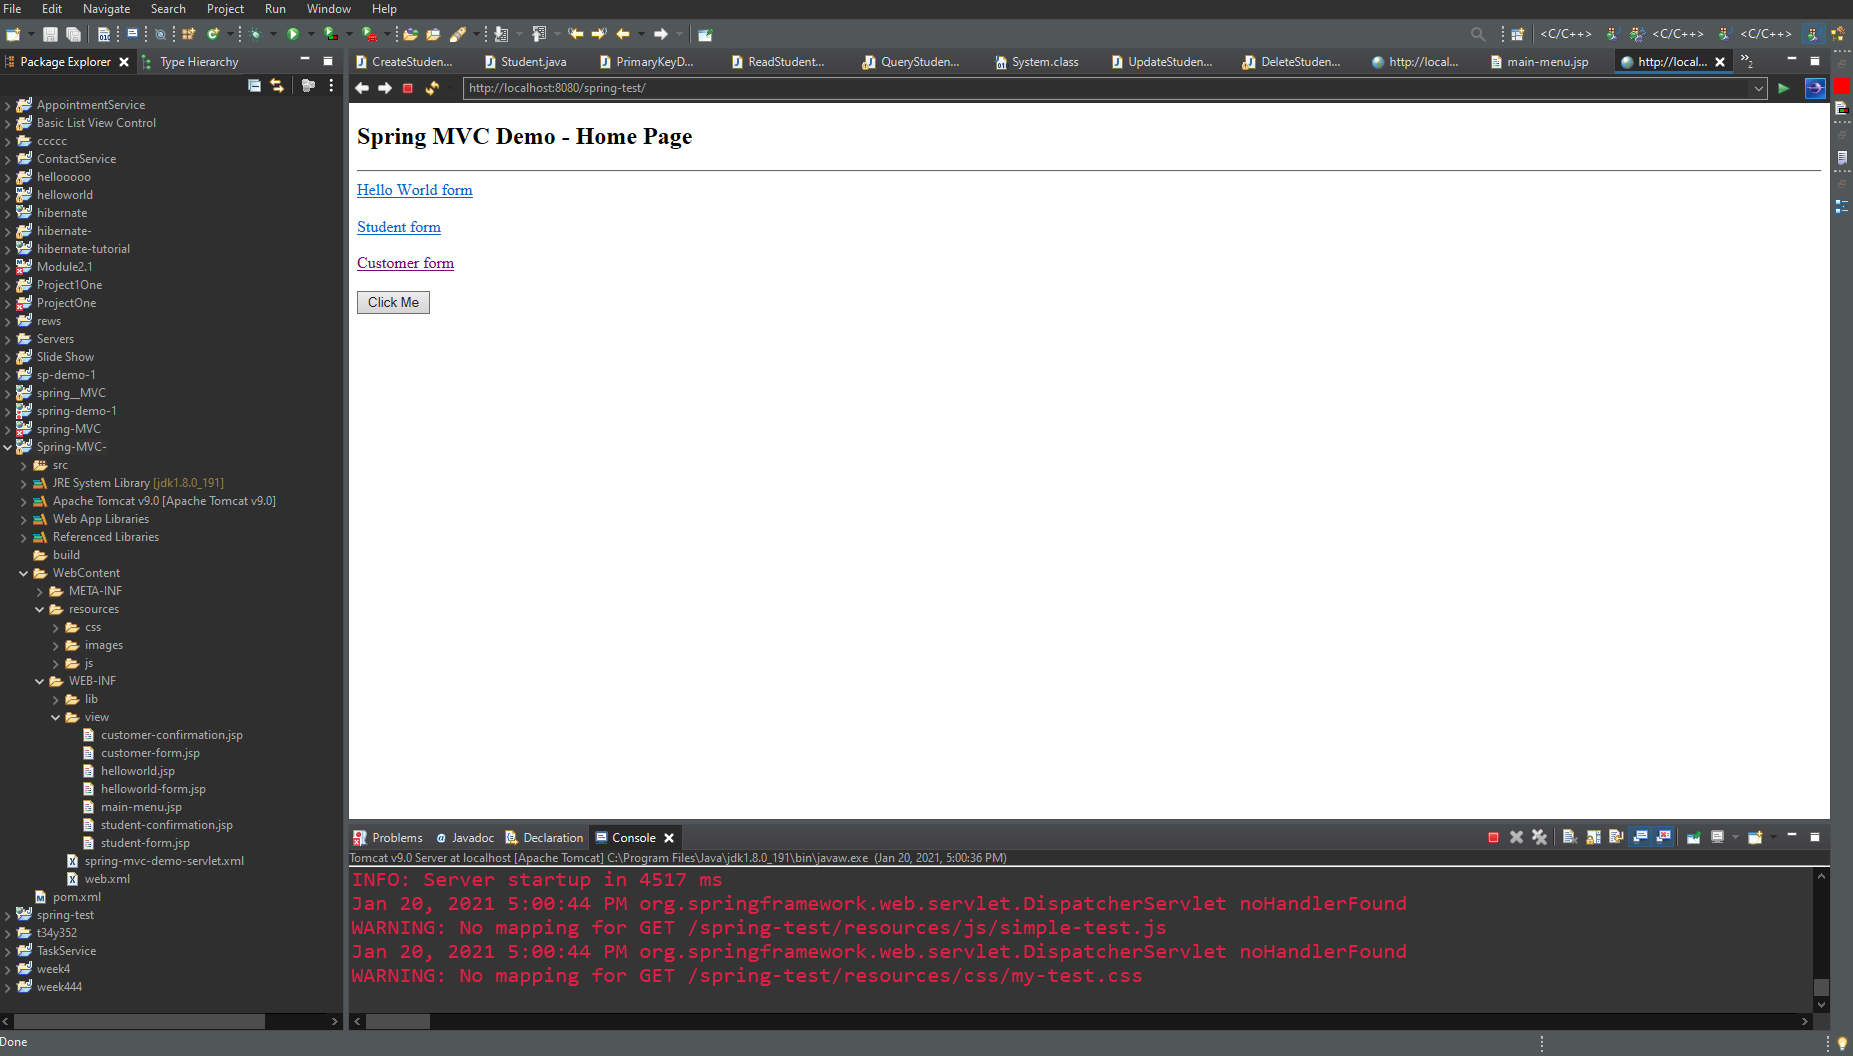 File Edit Navigate Search Project Run Window Help
<C/C++> <C/C++> <C/C++>
Package Explorer Type Hierarchy
CreateStuden... Student.java PrimaryKeyD... ReadStudent... QueryStuden... System.class UpdateStuden... DeleteStuden... http://local... main-menu.jsp http://local... »2
http://localhost:8080/spring-test/
AppointmentService
Basic List View Control
ccccc
ContactService
hellooooo
helloworld
hibernate
hibernate-
hibernate-tutorial
Module2.1
Project1One
ProjectOne
rews
Servers
Slide Show
sp-demo-1
spring__MVC
spring-demo-1
spring-MVC
Spring-MVC-
src
JRE System Library [jdk1.8.0_191]
Apache Tomcat v9.0 [Apache Tomcat v9.0]
Web App Libraries
Referenced Libraries
build
WebContent
META-INF
resources
css
images
js
WEB-INF
lib
view
customer-confirmation.jsp
customer-form.jsp
helloworld.jsp
helloworld-form.jsp
main-menu.jsp
student-confirmation.jsp
student-form.jsp
spring-mvc-demo-servlet.xml
web.xml
pom.xml
spring-test
t34y352
TaskService
week4
week444
Spring MVC Demo - Home Page
Hello World form
Student form
Customer form
Click Me
Problems Javadoc Declaration Console
Tomcat v9.0 Server at localhost [Apache Tomcat] C:\Program Files\Java\jdk1.8.0_191\bin\javaw.exe (Jan 20, 2021, 5:00:36 PM)
INFO: Server startup in 4517 ms
Jan 20, 2021 5:00:44 PM org.springframework.web.servlet.DispatcherServlet noHandlerFound
WARNING: No mapping for GET /spring-test/resources/js/simple-test.js
Jan 20, 2021 5:00:44 PM org.springframework.web.servlet.DispatcherServlet noHandlerFound
WARNING: No mapping for GET /spring-test/resources/css/my-test.css
Done